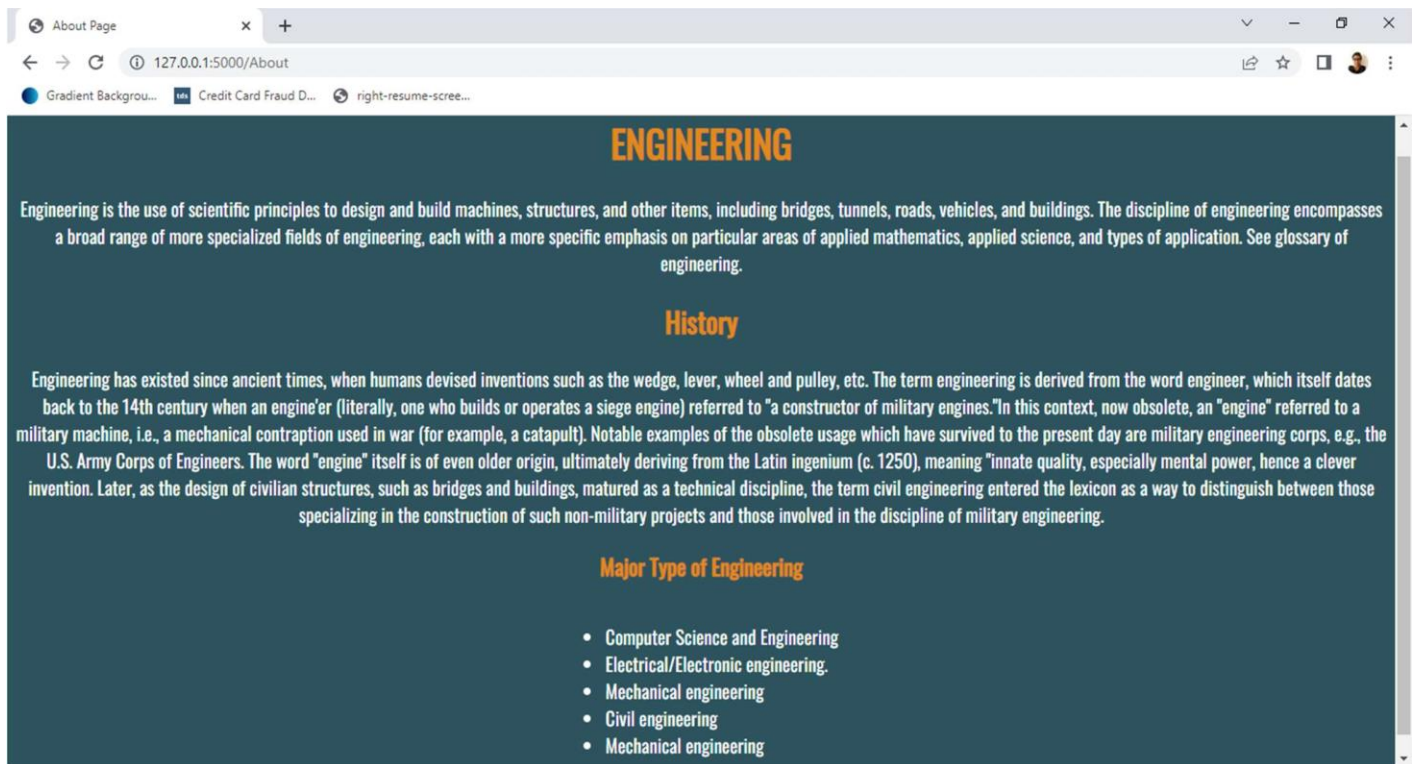 About Page
127.0.0.1:5000/About
Gradient Backgrou... tds Credit Card Fraud D... right-resume-scree...
ENGINEERING
Engineering is the use of scientific principles to design and build machines, structures, and other items, including bridges, tunnels, roads, vehicles, and buildings. The discipline of engineering encompasses
a broad range of more specialized fields of engineering, each with a more specific emphasis on particular areas of applied mathematics, applied science, and types of application. See glossary of
engineering.
History
Engineering has existed since ancient times, when humans devised inventions such as the wedge, lever, wheel and pulley, etc. The term engineering is derived from the word engineer, which itself dates
back to the 14th century when an engine'er (literally, one who builds or operates a siege engine) referred to "a constructor of military engines."In this context, now obsolete, an "engine" referred to a
military machine, i.e., a mechanical contraption used in war (for example, a catapult). Notable examples of the obsolete usage which have survived to the present day are military engineering corps, e.g., the
U.S. Army Corps of Engineers. The word "engine" itself is of even older origin, ultimately deriving from the Latin ingenium (c. 1250), meaning "innate quality, especially mental power, hence a clever
invention. Later, as the design of civilian structures, such as bridges and buildings, matured as a technical discipline, the term civil engineering entered the lexicon as a way to distinguish between those
specializing in the construction of such non-military projects and those involved in the discipline of military engineering.
Major Type of Engineering
• Computer Science and Engineering
• Electrical/Electronic engineering.
• Mechanical engineering
• Civil engineering
• Mechanical engineering